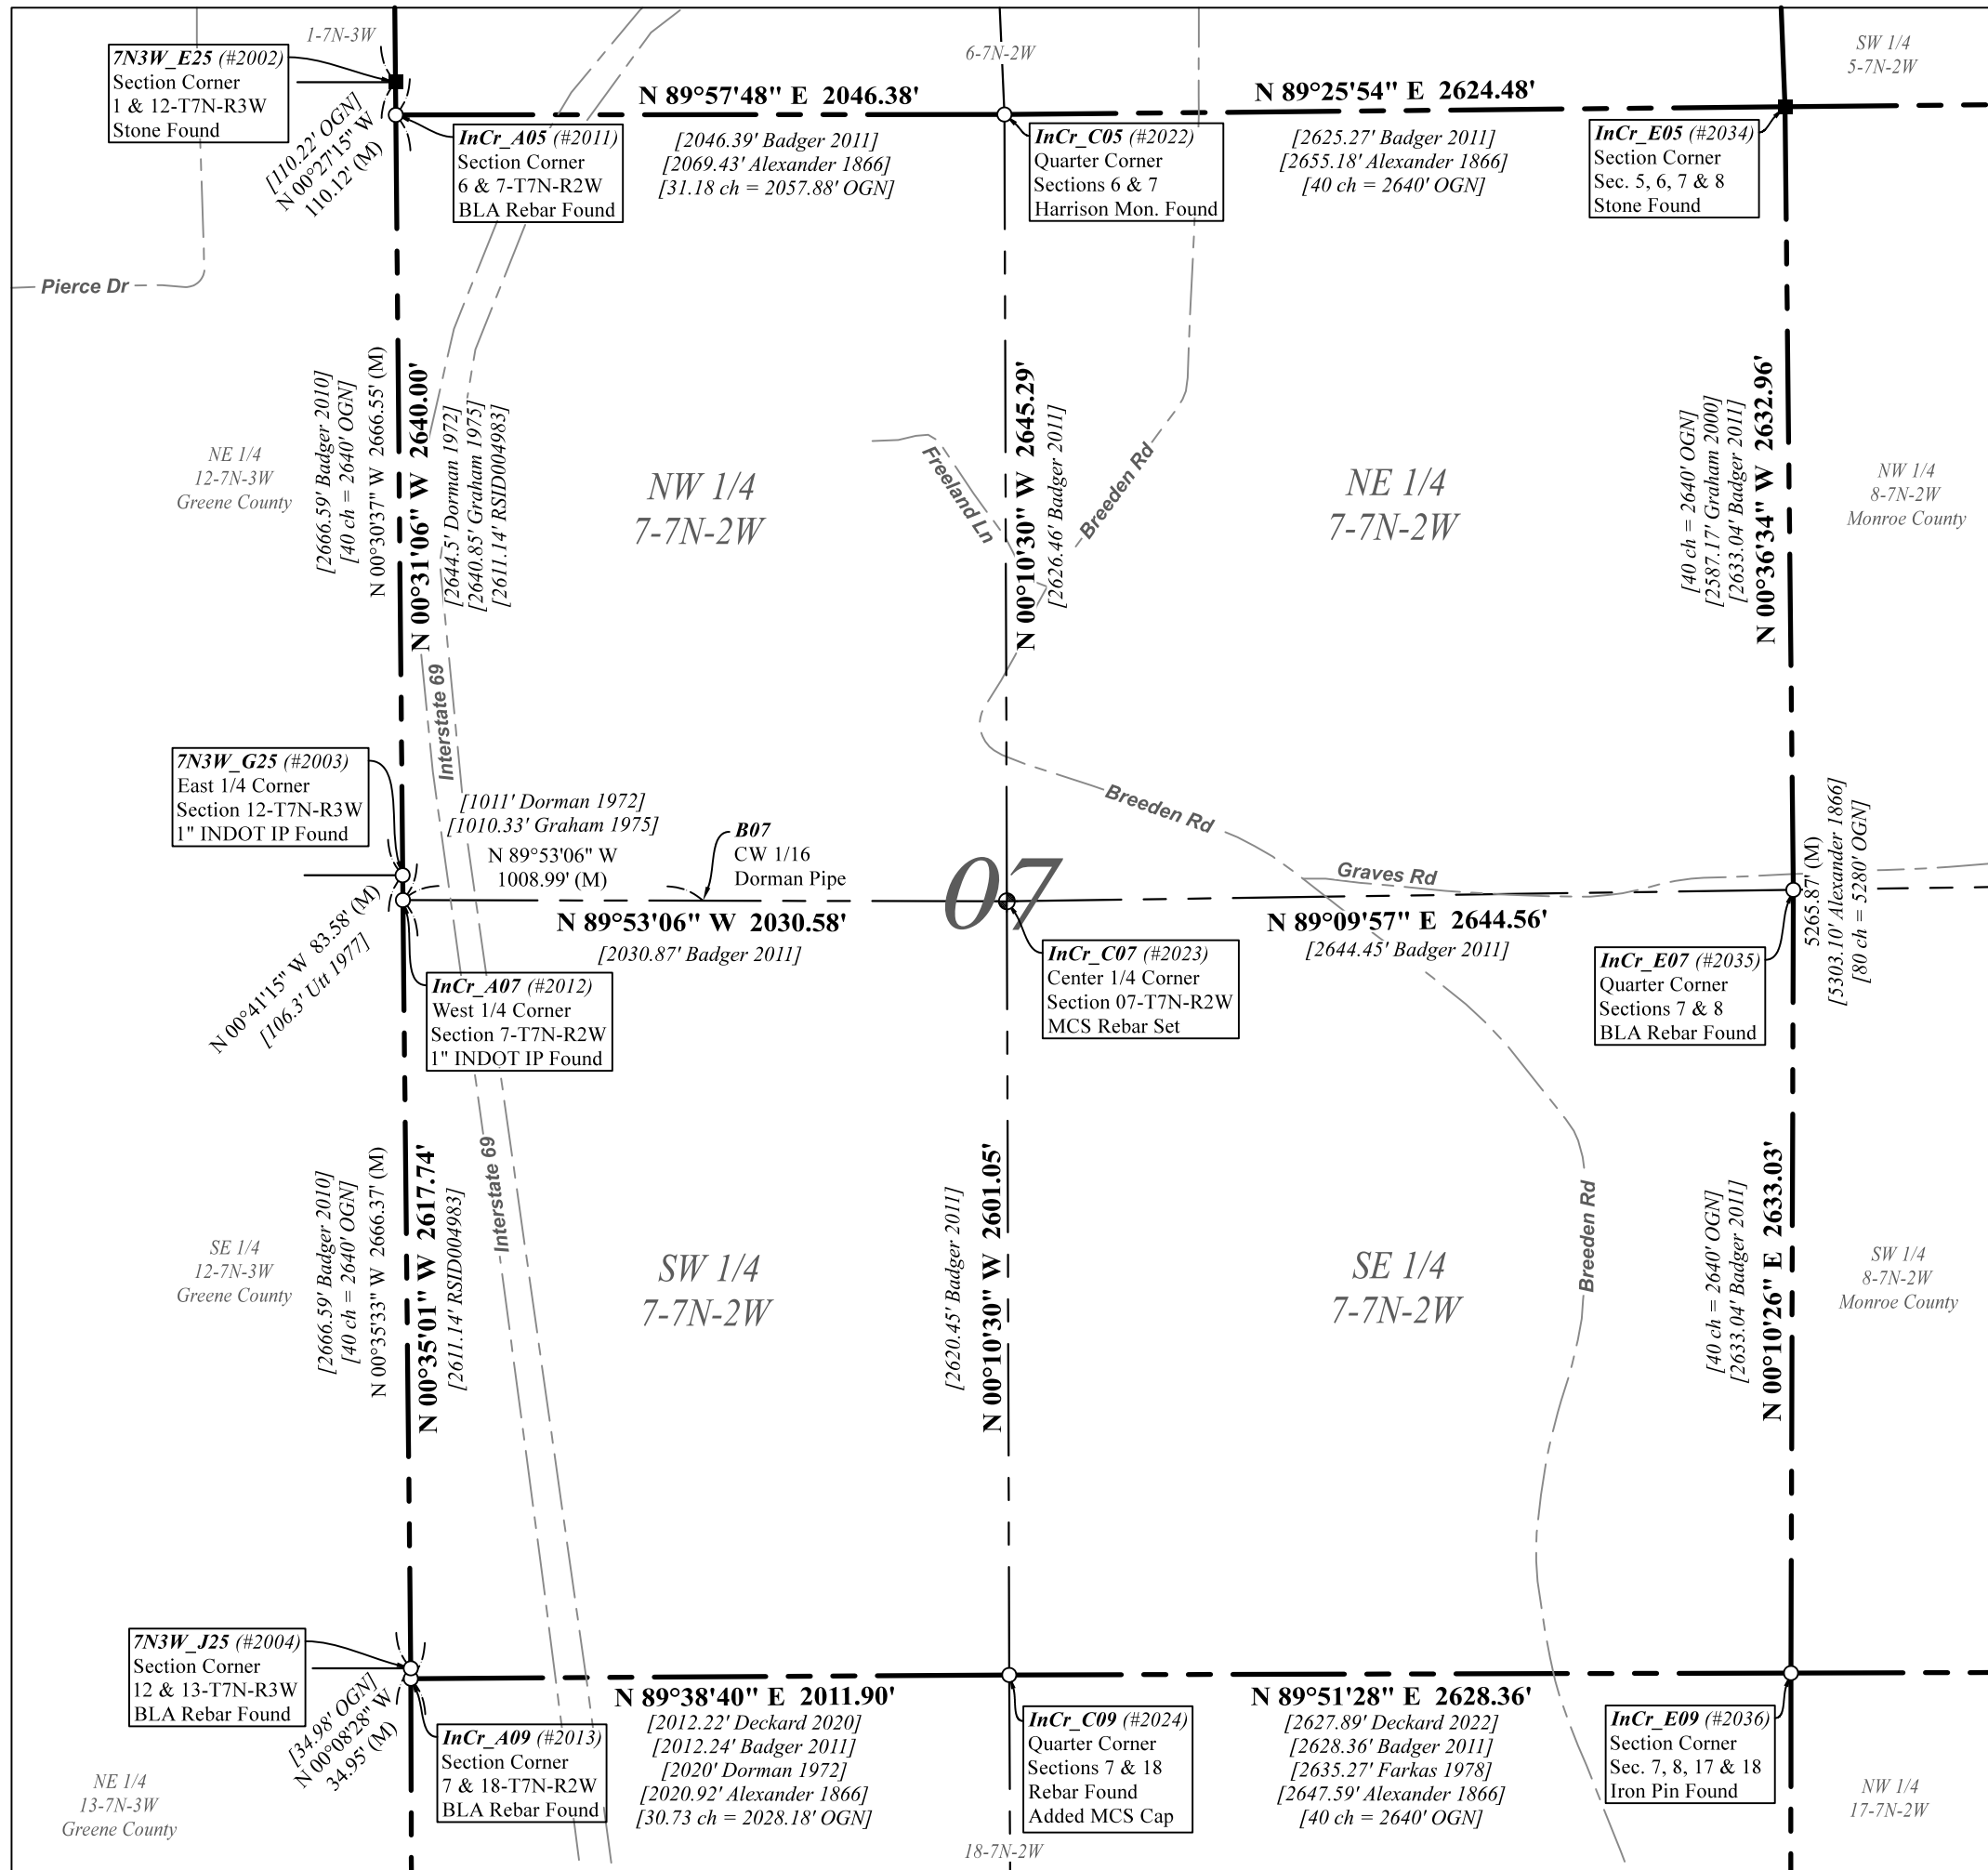 1-7N-3W
6-7N-2W
SW 1/4
5-7N-2W
7N3W_E25 (#2002)
Section Corner
1 & 12-T7N-R3W
Stone Found
[110.22' OGN]
N 00°27'15" W
110.12' (M)
N 89°57'48" E 2046.38'
[2046.39' Badger 2011]
[2069.43' Alexander 1866]
[31.18 ch = 2057.88' OGN]
N 89°25'54" E 2624.48'
[2625.27' Badger 2011]
[2655.18' Alexander 1866]
[40 ch = 2640' OGN]
InCr_A05 (#2011)
Section Corner
6 & 7-T7N-R2W
BLA Rebar Found
InCr_C05 (#2022)
Quarter Corner
Sections 6 & 7
Harrison Mon. Found
InCr_E05 (#2034)
Section Corner
Sec. 5, 6, 7 & 8
Stone Found
Pierce Dr
NE 1/4
12-7N-3W
Greene County
[2666.59' Badger 2010]
[40 ch = 2640' OGN]
N 00°30'37" W 2666.55' (M)
N 00°31'06" W 2640.00'
[2644.5' Dorman 1972]
[2640.85' Graham 1975]
[2611.14' RSID004983]
NW 1/4
7-7N-2W
Freeland Ln
N 00°10'30" W 2645.29'
[2626.46' Badger 2011]
Breeden Rd
NE 1/4
7-7N-2W
[40 ch = 2640' OGN]
[2587.17' Graham 2000]
[2633.04' Badger 2011]
N 00°36'34" W 2632.96'
NW 1/4
8-7N-2W
Monroe County
Interstate 69
7N3W_G25 (#2003)
East 1/4 Corner
Section 12-T7N-R3W
1" INDOT IP Found
[1011' Dorman 1972]
[1010.33' Graham 1975]
N 89°53'06" W
1008.99' (M)
B07
CW 1/16
Dorman Pipe
Breeden Rd
Graves Rd
07
N 89°53'06" W 2030.58'
[2030.87' Badger 2011]
N 89°09'57" E 2644.56'
[2644.45' Badger 2011]
5265.87' (M)
[5303.10' Alexander 1866]
[80 ch = 5280' OGN]
N 00°41'15" W 83.58' (M)
[106.3' Utt 1977]
InCr_A07 (#2012)
West 1/4 Corner
Section 7-T7N-R2W
1" INDOT IP Found
InCr_C07 (#2023)
Center 1/4 Corner
Section 07-T7N-R2W
MCS Rebar Set
InCr_E07 (#2035)
Quarter Corner
Sections 7 & 8
BLA Rebar Found
SE 1/4
12-7N-3W
Greene County
[2666.59' Badger 2010]
[40 ch = 2640' OGN]
N 00°35'33" W 2666.37' (M)
N 00°35'01" W 2617.74'
[2611.14' RSID004983]
Interstate 69
SW 1/4
7-7N-2W
[2620.45' Badger 2011]
N 00°10'30" W 2601.05'
SE 1/4
7-7N-2W
Breeden Rd
[40 ch = 2640' OGN]
[2633.04' Badger 2011]
N 00°10'26" E 2633.03'
SW 1/4
8-7N-2W
Monroe County
7N3W_J25 (#2004)
Section Corner
12 & 13-T7N-R3W
BLA Rebar Found
[34.98' OGN]
N 00°08'28" W
34.95' (M)
InCr_A09 (#2013)
Section Corner
7 & 18-T7N-R2W
BLA Rebar Found
N 89°38'40" E 2011.90'
[2012.22' Deckard 2020]
[2012.24' Badger 2011]
[2020' Dorman 1972]
[2020.92' Alexander 1866]
[30.73 ch = 2028.18' OGN]
InCr_C09 (#2024)
Quarter Corner
Sections 7 & 18
Rebar Found
Added MCS Cap
N 89°51'28" E 2628.36'
[2627.89' Deckard 2022]
[2628.36' Badger 2011]
[2635.27' Farkas 1978]
[2647.59' Alexander 1866]
[40 ch = 2640' OGN]
InCr_E09 (#2036)
Section Corner
Sec. 7, 8, 17 & 18
Iron Pin Found
NE 1/4
13-7N-3W
Greene County
18-7N-2W
NW 1/4
17-7N-2W